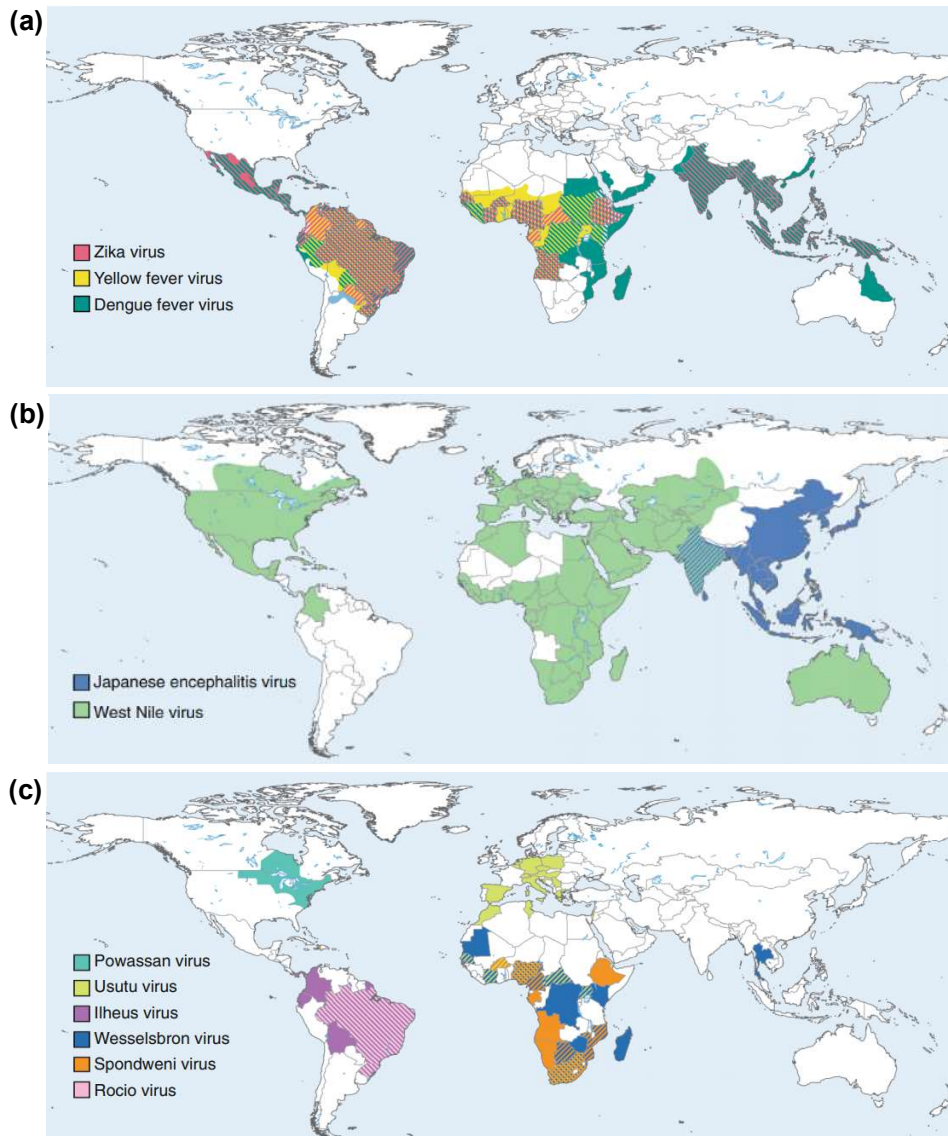 (a)
Zika virus
Yellow fever virus
Dengue fever virus
(b)
Japanese encephalitis virus
West Nile virus
(c)
Powassan virus
Usutu virus
Ilheus virus
Wesselsbron virus
Spondweni virus
Rocio virus